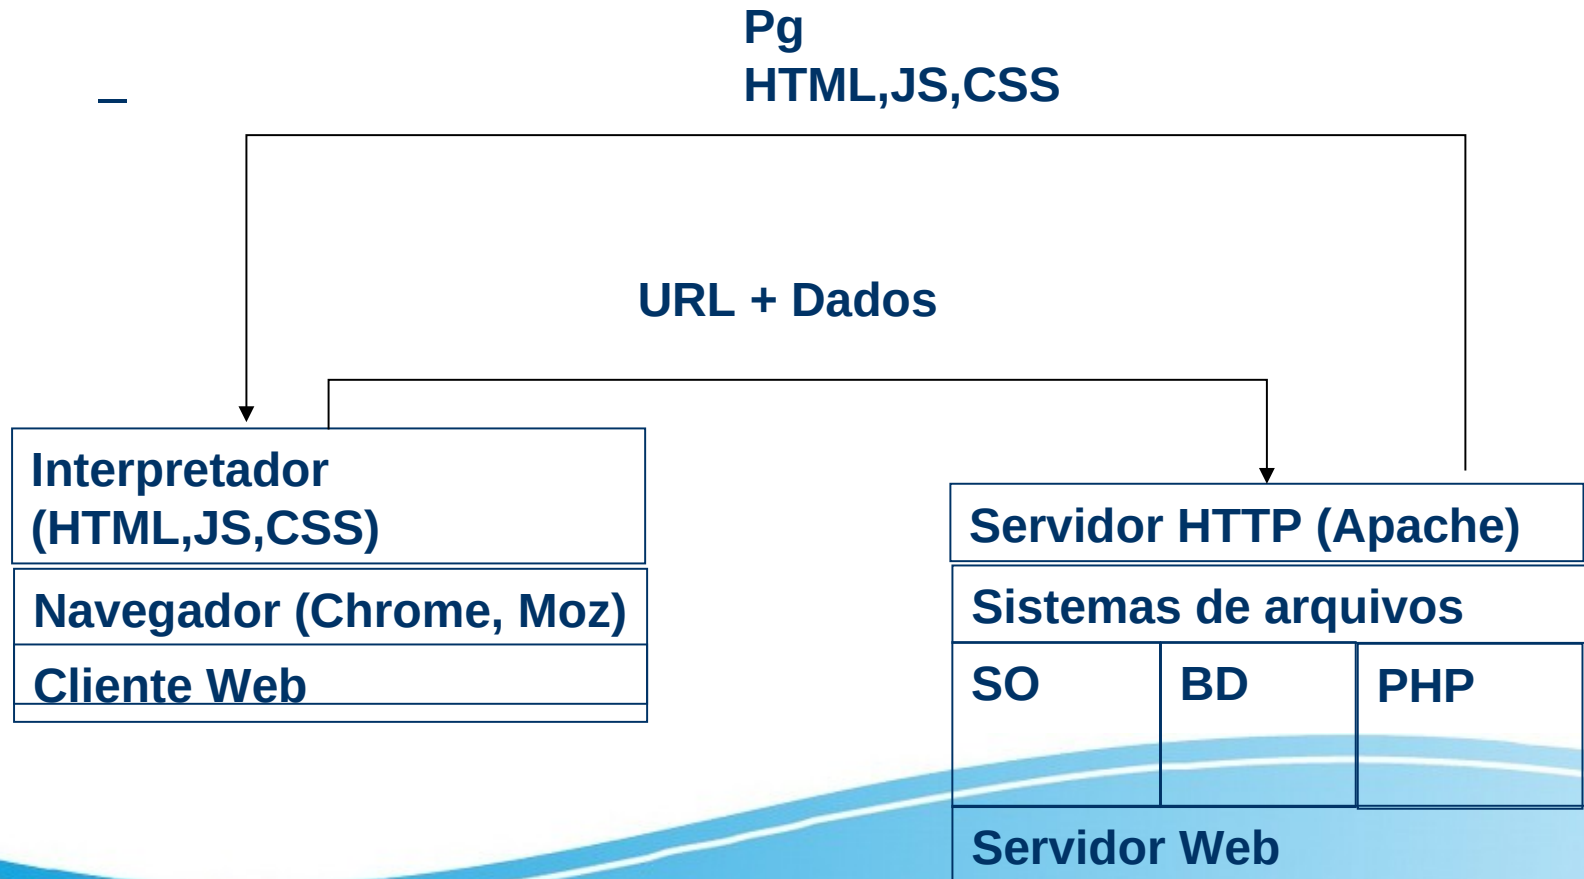 Pg
HTML,JS,CSS
_
URL + Dados
Interpretador
(HTML,JS,CSS)
Navegador (Chrome, Moz)
Cliente Web
Servidor HTTP (Apache)
Sistemas de arquivos
SO
BD
PHP
Servidor Web